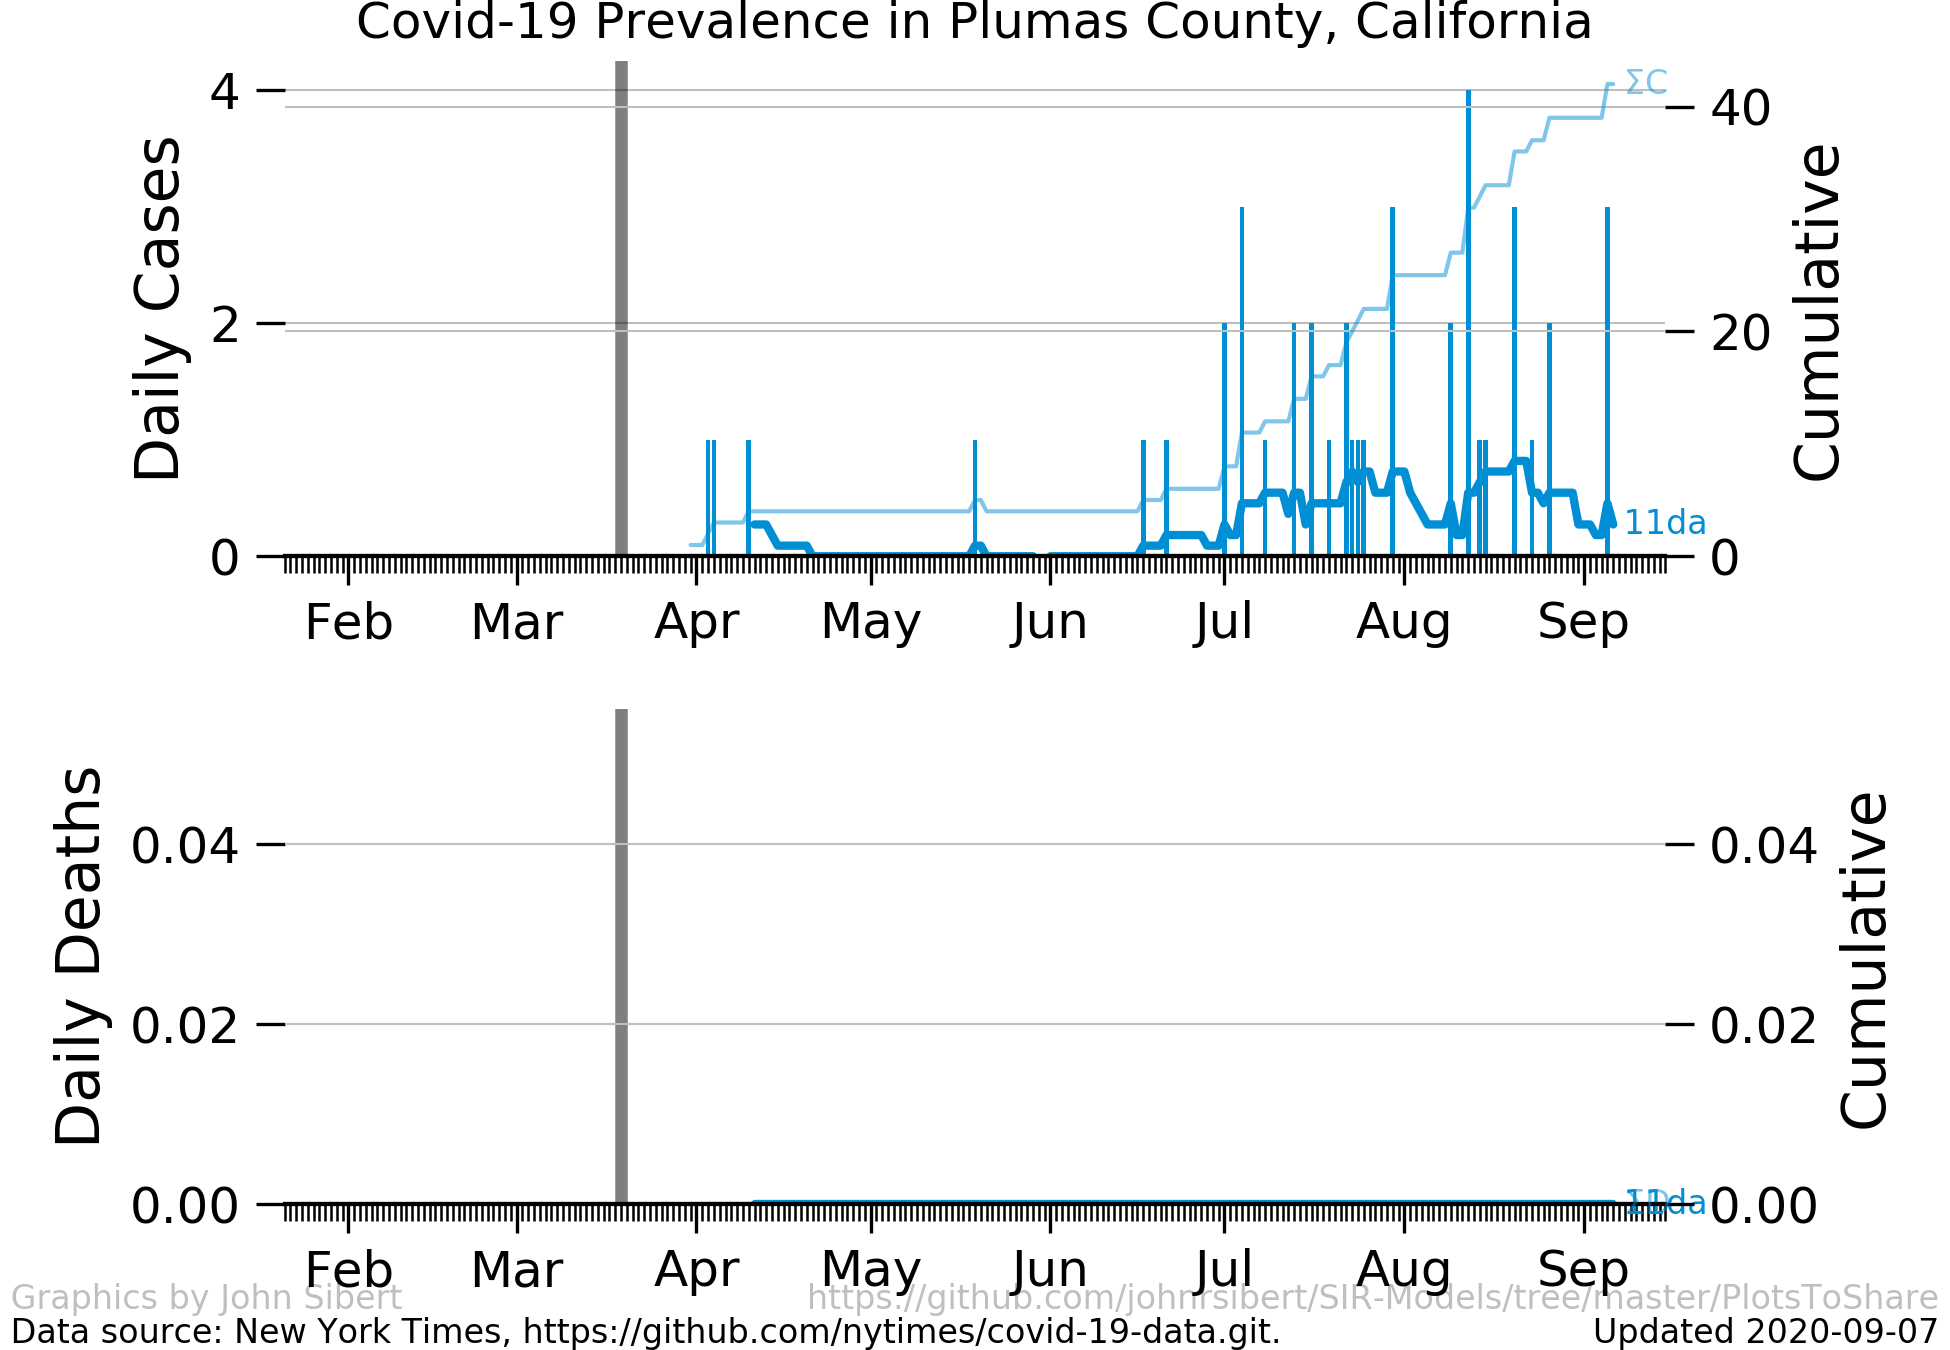 Covid-19 Prevalence in Plumas County, California
Daily Cases
4
2
0
ΣC
11da
40
20
0
Cumulative
Feb Mar Apr May Jun Jul Aug Sep
Daily Deaths
0.04
0.02
0.00
ΣD
11da
0.04
0.02
0.00
Cumulative
Feb Mar Apr May Jun Jul Aug Sep
Graphics by John Sibert https://github.com/johnrsibert/SIR-Models/tree/master/PlotsToShare
Data source: New York Times, https://github.com/nytimes/covid-19-data.git. Updated 2020-09-07